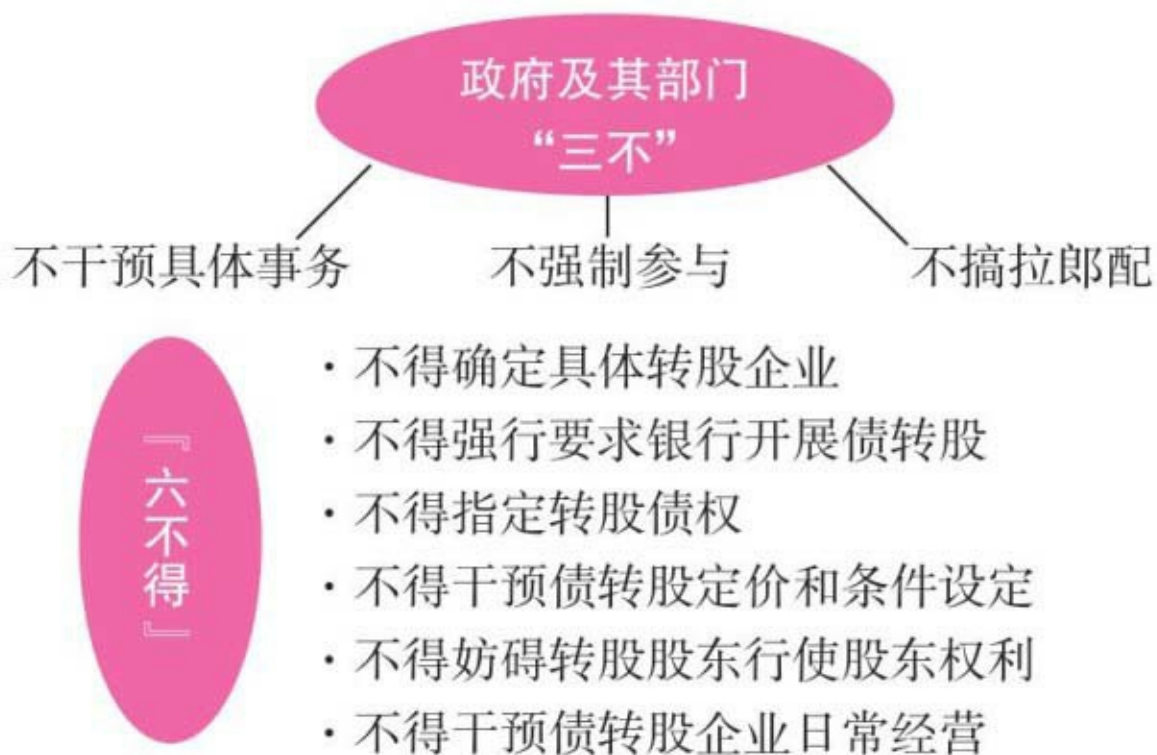 政府及其部门
“三不”
不干预具体事务
不强制参与
不搞拉郎配
『六不得』
·不得确定具体转股企业
·不得强行要求银行开展债转股
·不得指定转股债权
·不得干预债转股定价和条件设定
·不得妨碍转股股东行使股东权利
·不得干预债转股企业日常经营